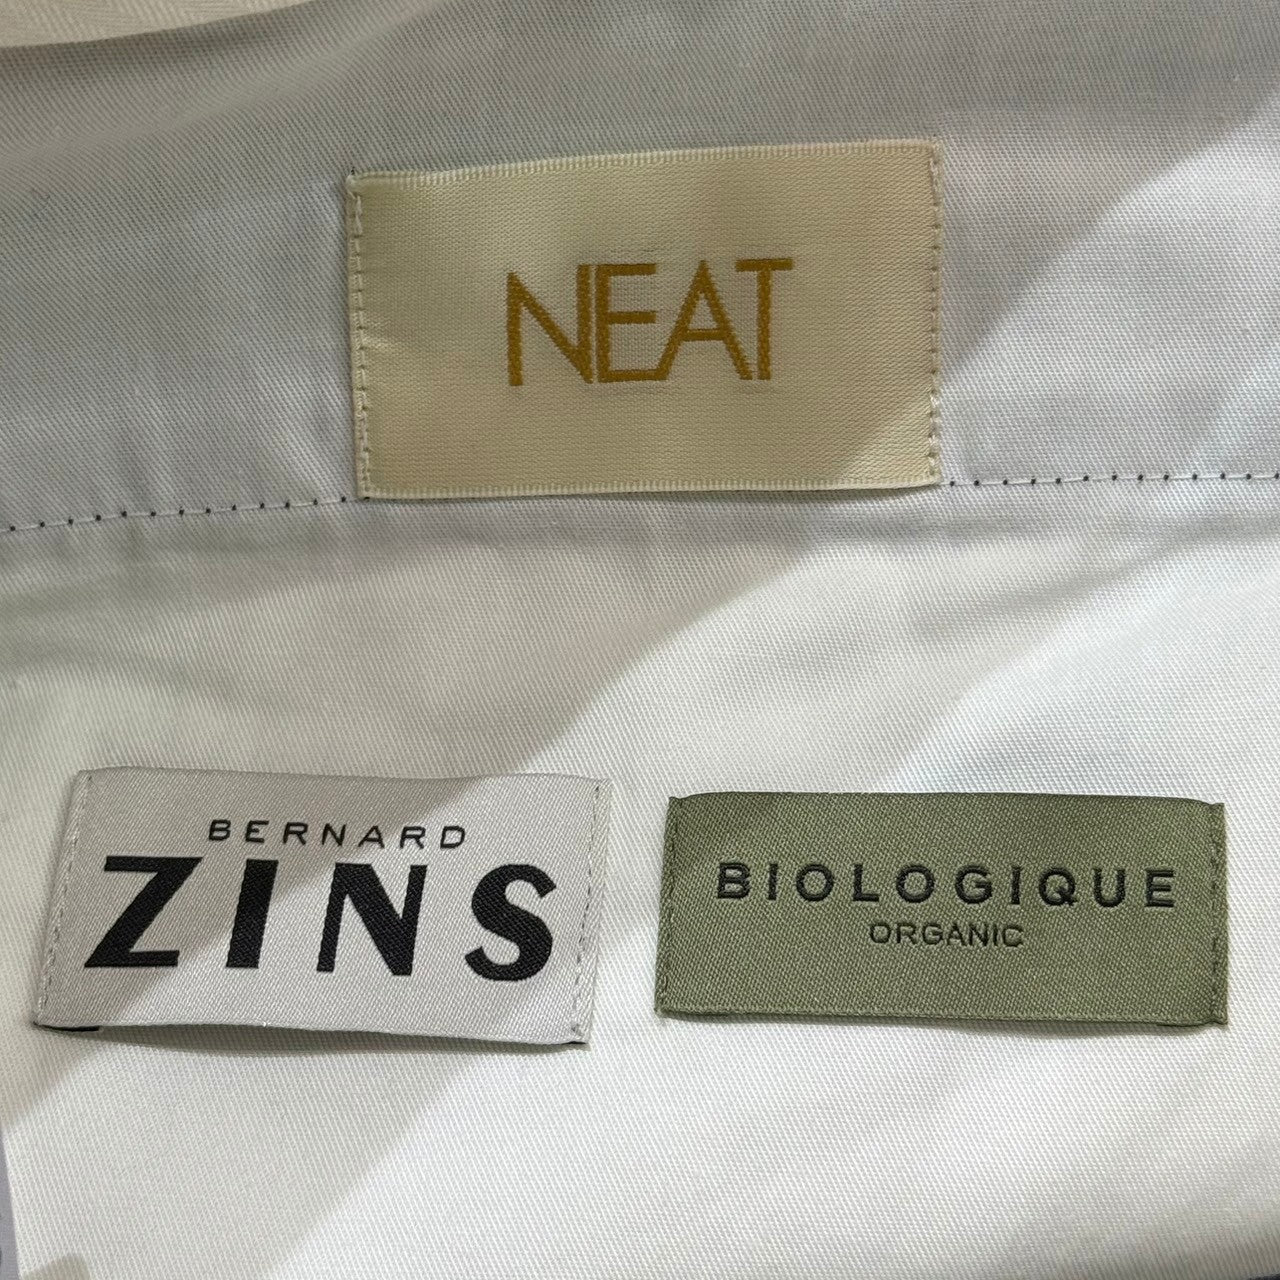 NEAT
BERNARD
ZINS
BIOLOGIQUE
ORGANIC